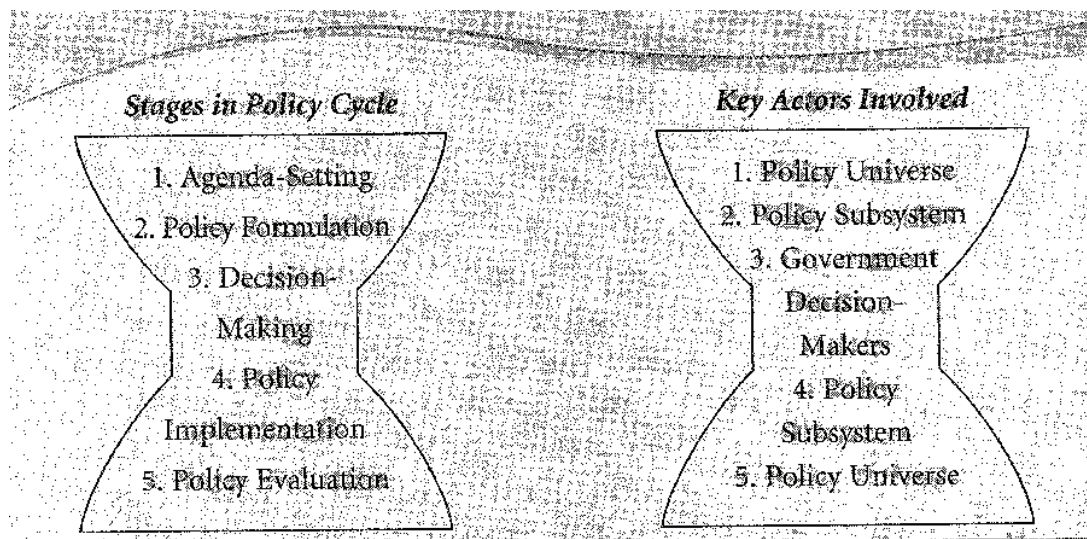 Stages in Policy Cycle
1. Agenda-Setting
2. Policy Formulation
3. Decision-
Making
4. Policy
Implementation
5. Policy Evaluation
Key Actors Involved
1. Policy Universe
2. Policy Subsystem
3. Government
Decision-
Makers
4. Policy
Subsystem
5. Policy Universe